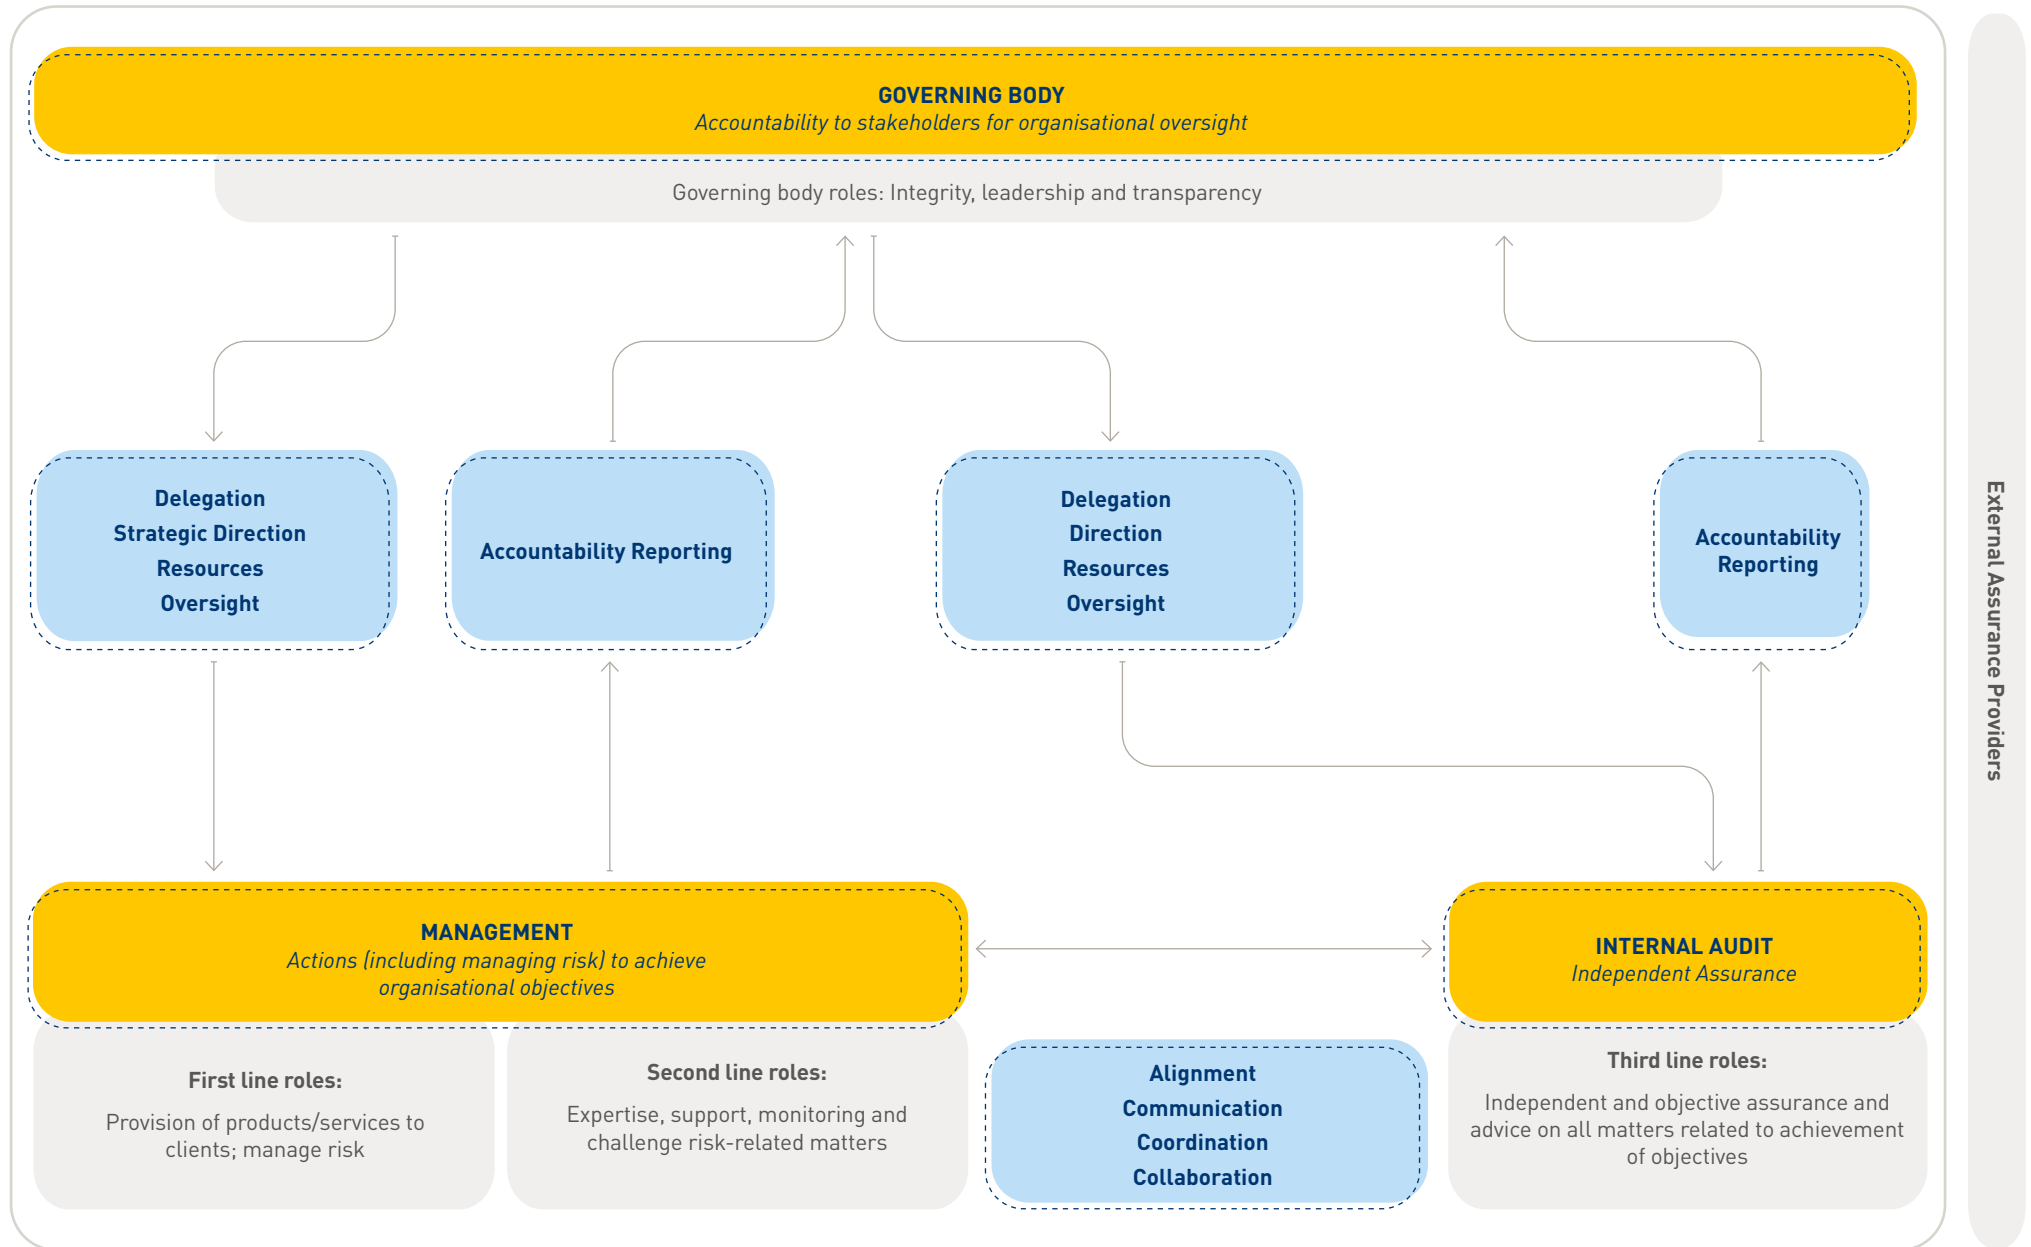 GOVERNING BODY
Accountability to stakeholders for organisational oversight
Governing body roles: Integrity, leadership and transparency
Delegation
Strategic Direction
Resources
Oversight
Accountability Reporting
Delegation
Direction
Resources
Oversight
Accountability
Reporting
MANAGEMENT
Actions (including managing risk) to achieve
organisational objectives
INTERNAL AUDIT
Independent Assurance
First line roles:
Provision of products/services to
clients; manage risk
Second line roles:
Expertise, support, monitoring and
challenge risk-related matters
Alignment
Communication
Coordination
Collaboration
Third line roles:
Independent and objective assurance and
advice on all matters related to achievement
of objectives
External Assurance Providers